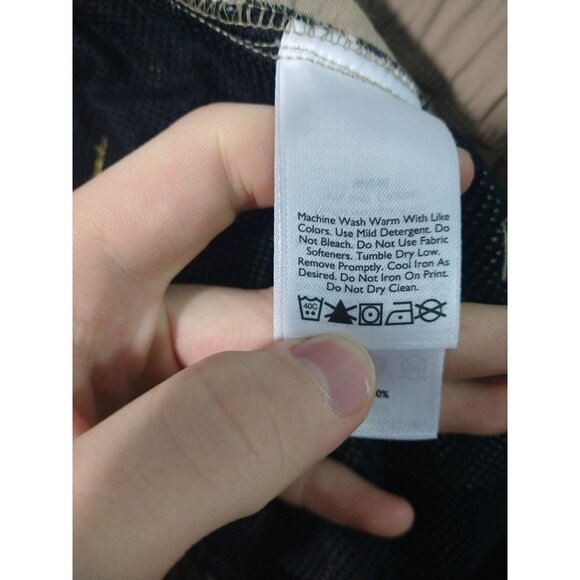 Machine Wash Warm With Like
Colors. Use Mild Detergent. Do
Not Bleach. Do Not Use Fabric
Softeners. Tumble Dry Low.
Remove Promptly. Cool Iron As
Desired. Do Not Iron On Print.
Do Not Dry Clean.
40C
0%